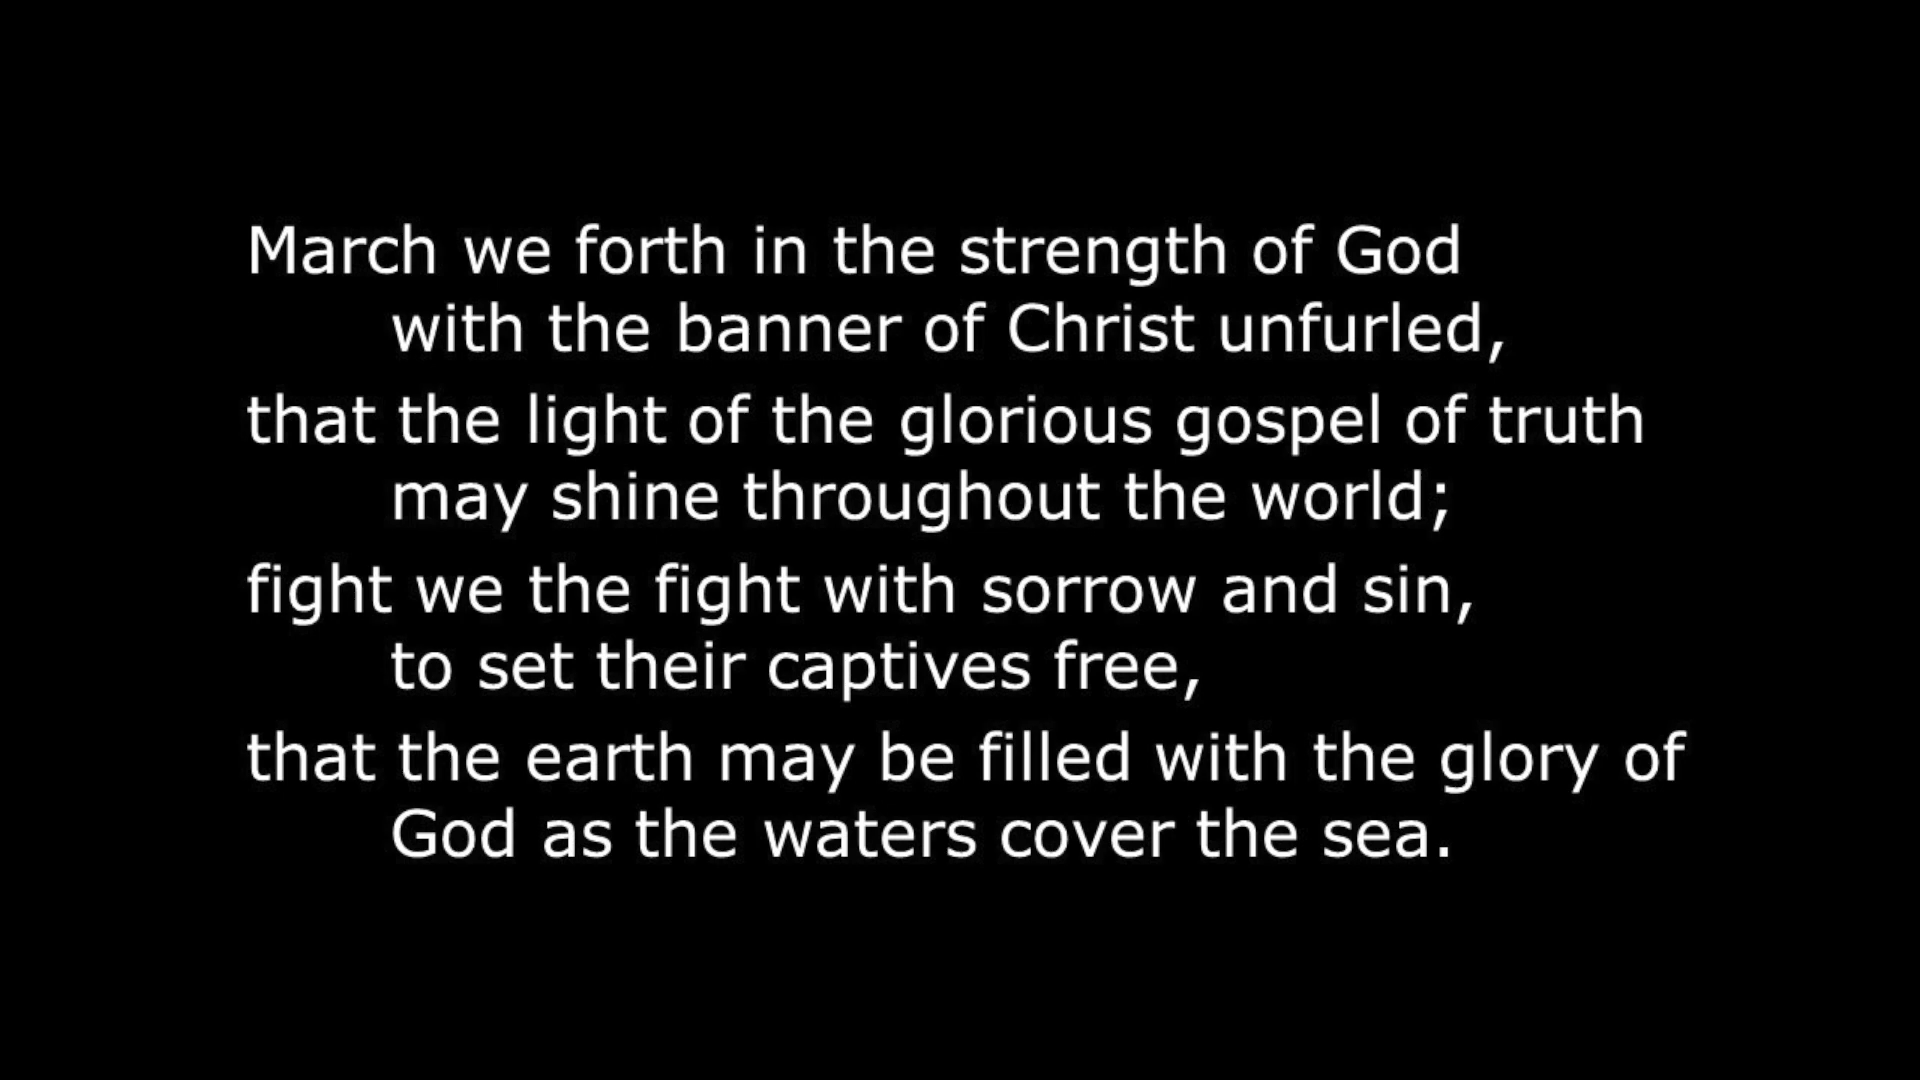 March we forth in the strength of God
with the banner of Christ unfurled,
that the light of the glorious gospel of truth
may shine throughout the world;
fight we the fight with sorrow and sin,
to set their captives free,
that the earth may be filled with the glory of
God as the waters cover the sea.